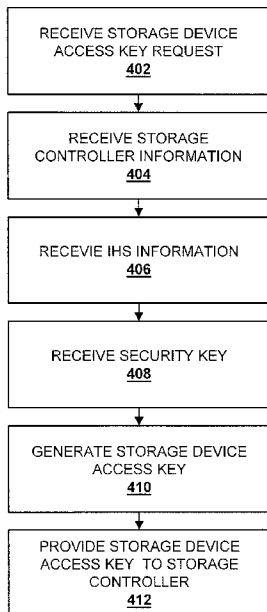 RECEIVE STORAGE DEVICE
ACCESS KEY REQUEST
402
RECEIVE STORAGE
CONTROLLER INFORMATION
404
RECEVIE IHS INFORMATION
406
RECEIVE SECURITY KEY
408
GENERATE STORAGE DEVICE
ACCESS KEY
410
PROVIDE STORAGE DEVICE
ACCESS KEY TO STORAGE
CONTROLLER
412